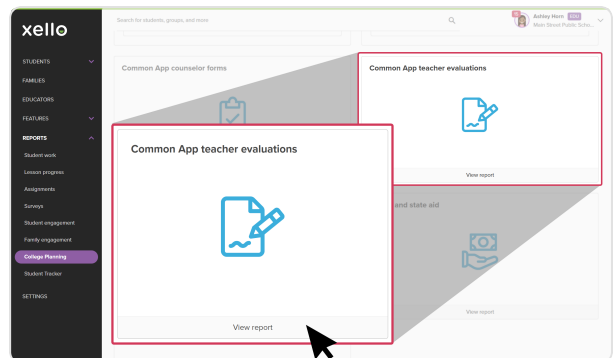 xello
Search for students, groups, and more
Ashley Horn
Main Street Public Scho...
STUDENTS
FAMILIES
EDUCATORS
FEATURES
REPORTS
Student work
Lesson progress
Assignments
Surveys
Student engagement
Family engagement
College Planning
Student Tracker
SETTINGS
Common App counselor forms
Common App teacher evaluations
View report
Common App teacher evaluations
View report
and state aid
View report